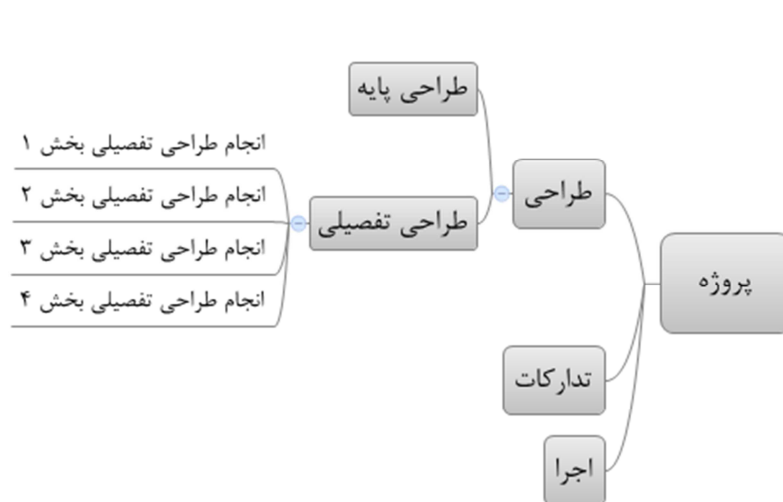 پروژه
طراحی
طراحی پایه
طراحی تفصیلی
انجام طراحی تفصیلی بخش ۱
انجام طراحی تفصیلی بخش ۲
انجام طراحی تفصیلی بخش ۳
انجام طراحی تفصیلی بخش ۴
تدارکات
اجرا